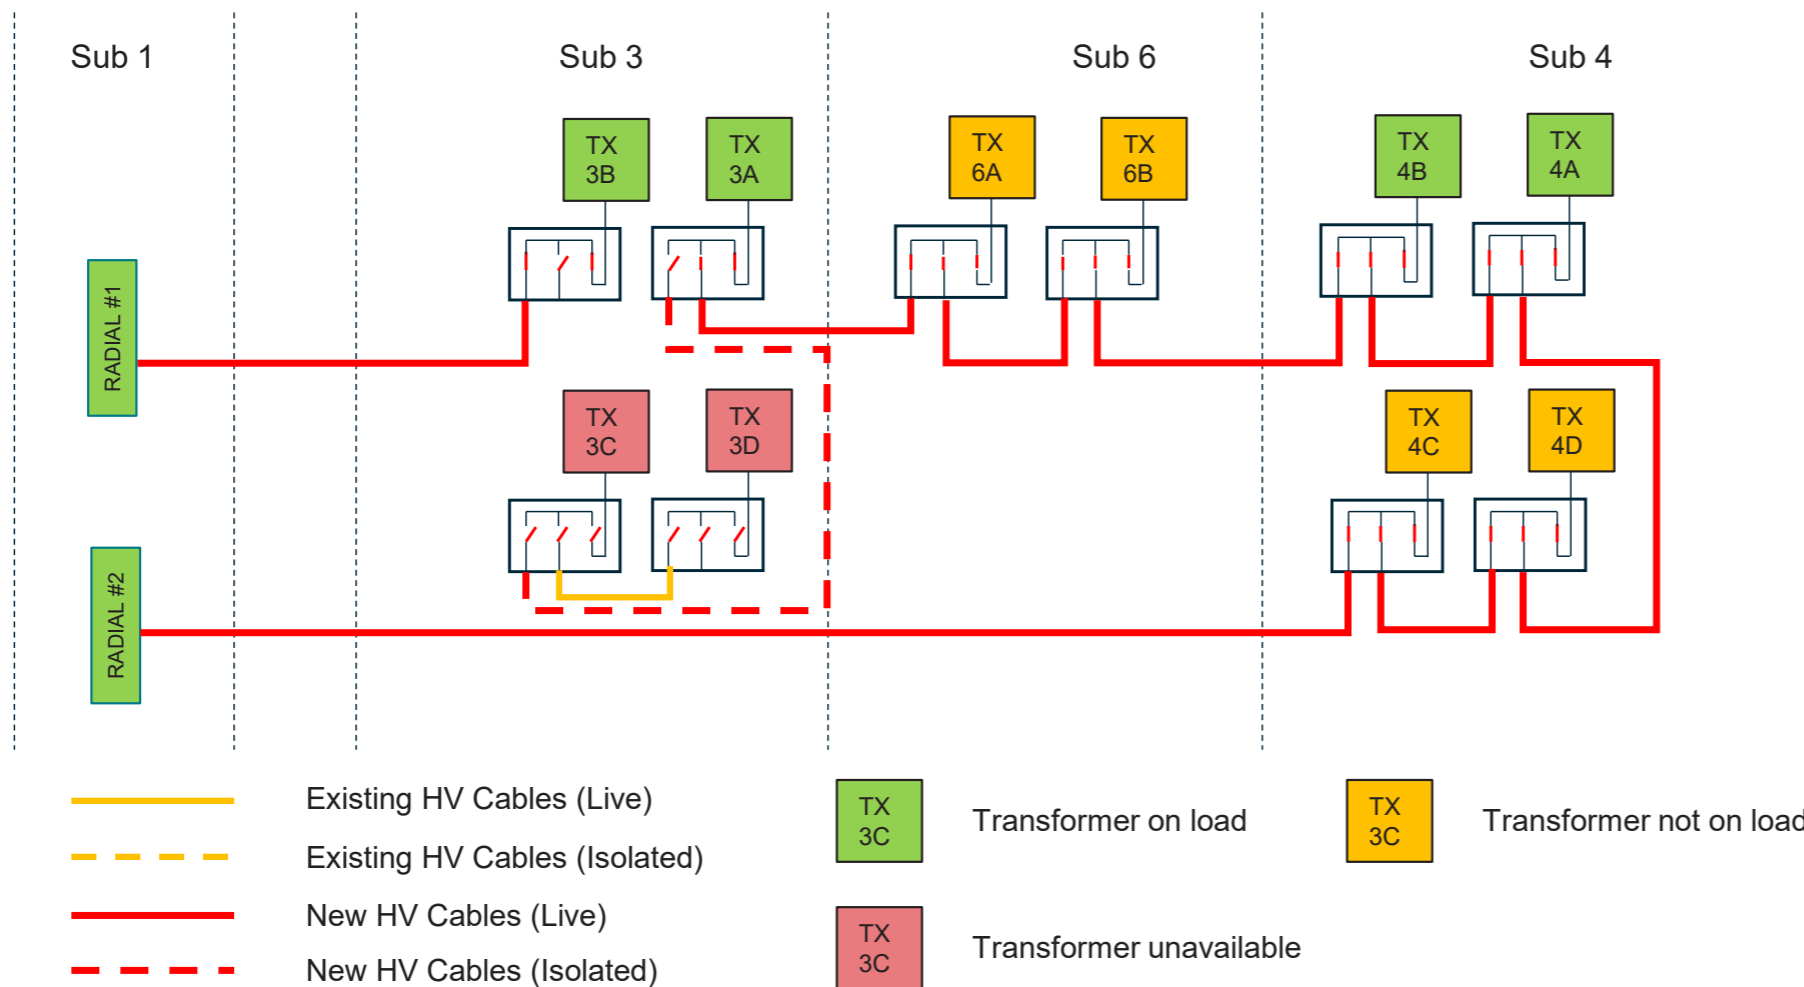 Sub 1
Sub 3
Sub 6
Sub 4
TX
3B
TX
3A
TX
6A
TX
6B
TX
4B
TX
4A
RADIAL #1
TX
3C
TX
3D
TX
4C
TX
4D
RADIAL #2
Existing HV Cables (Live)
Existing HV Cables (Isolated)
New HV Cables (Live)
New HV Cables (Isolated)
TX
3C
Transformer on load
TX
3C
Transformer not on load
TX
3C
Transformer unavailable